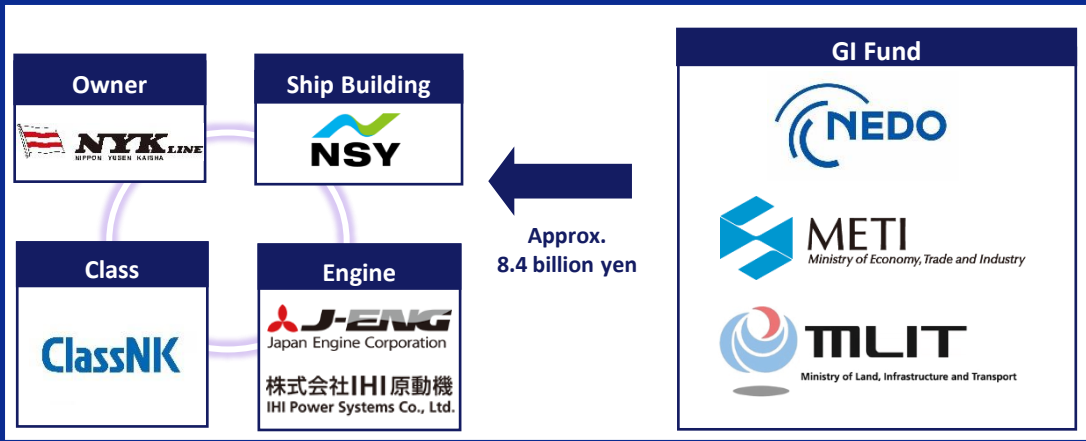 Owner
NYK LINE
NIPPON YUSEN KAISHA
Ship Building
NSY
Class
ClassNK
Engine
J-ENG
Japan Engine Corporation
株式会社IHI原動機
IHI Power Systems Co., Ltd.
Approx.
8.4 billion yen
GI Fund
NEDO
METI
Ministry of Economy, Trade and Industry
MLIT
Ministry of Land, Infrastructure and Transport